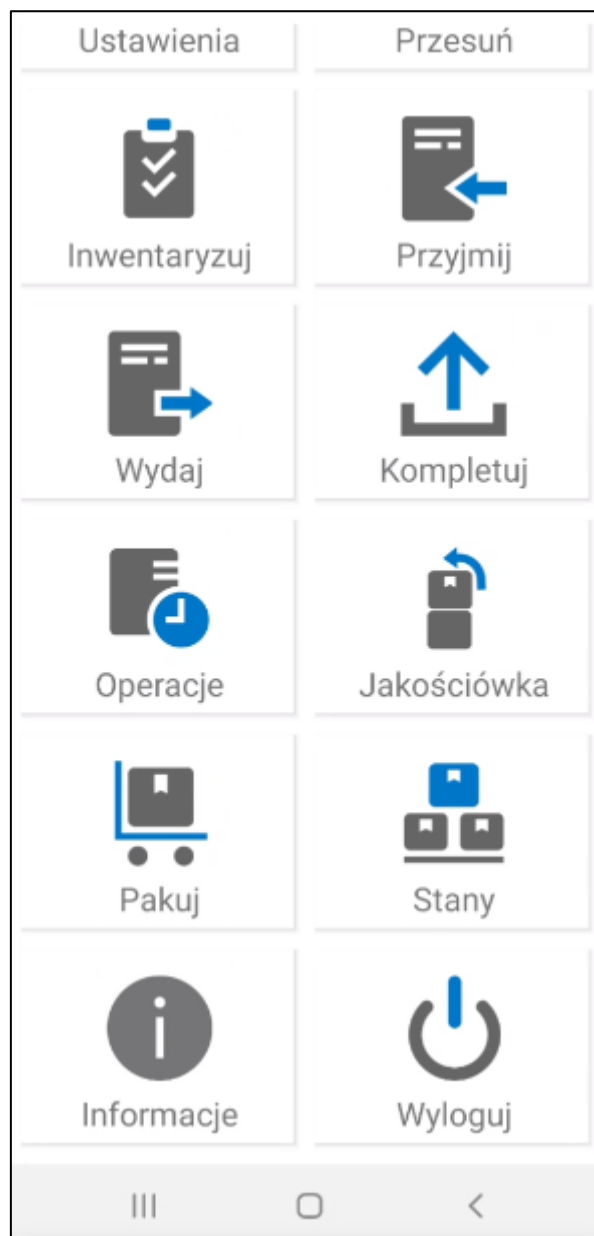 Ustawienia
Przesuń
Inwentaryzuj
Przyjmij
Wydaj
Kompletuj
Operacje
Jakościówka
Pakuj
Stany
Informacje
Wyloguj